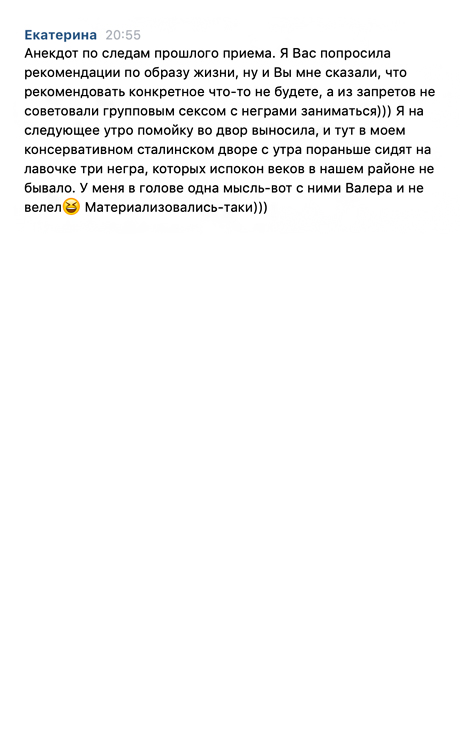 Екатерина 20:55
Анекдот по следам прошлого приема. Я Вас попросила
рекомендации по образу жизни, ну и Вы мне сказали, что
рекомендовать конкретное что-то не будете, а из запретов не
советовали групповым сексом с неграми заниматься))) Я на
следующее утро помойку во двор выносила, и тут в моем
консервативном сталинском дворе с утра пораньше сидят на
лавочке три негра, которых испокон веков в нашем районе не
бывало. У меня в голове одна мысль-вот с ними Валера и не
велел😆 Материализовались-таки)))